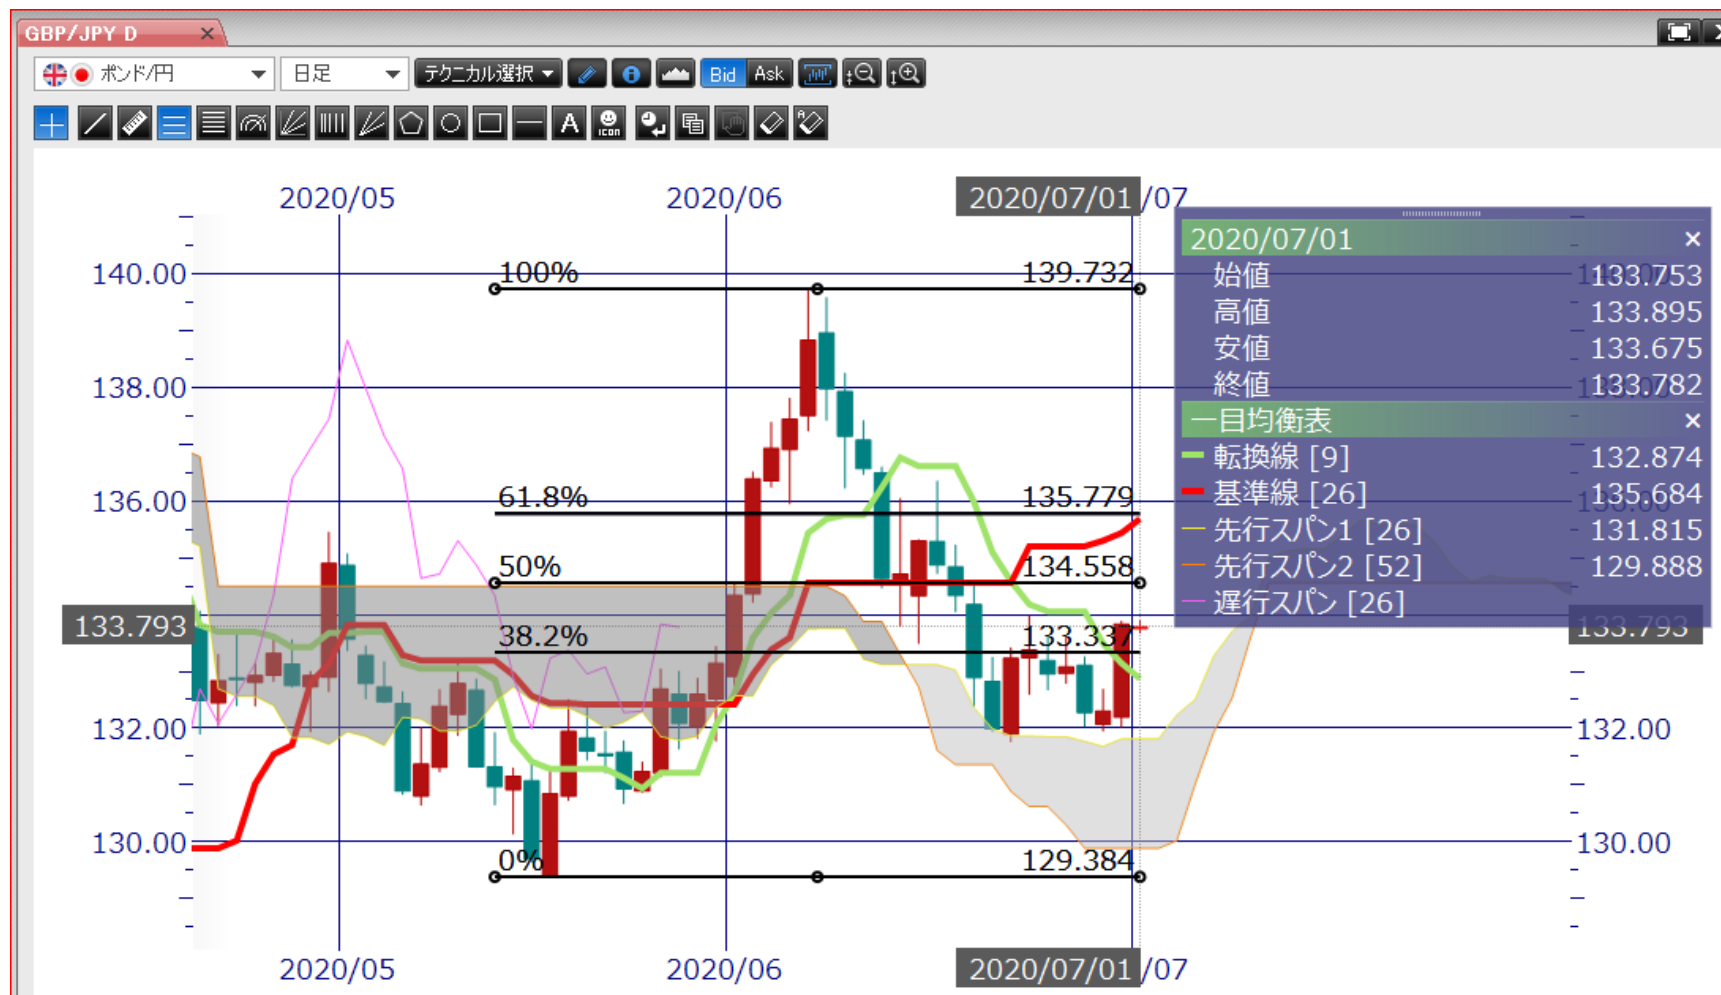 GBP/JPY D
ポンド/円 日足 テクニカル選択 Bid Ask
A icon
2020/05 2020/06 2020/07/01 /07
2020/07/01
始値 133.753
高値 133.895
安値 133.675
終値 133.782
一目均衡表
転換線 [9] 132.874
基準線 [26] 135.684
先行スパン1 [26] 131.815
先行スパン2 [52] 129.888
遅行スパン [26]
140.00
138.00
136.00
133.793
132.00
130.00
100% 139.732
61.8% 135.779
50% 134.558
38.2% 133.337
0% 129.384
133.793
132.00
130.00
2020/05 2020/06 2020/07/01 /07